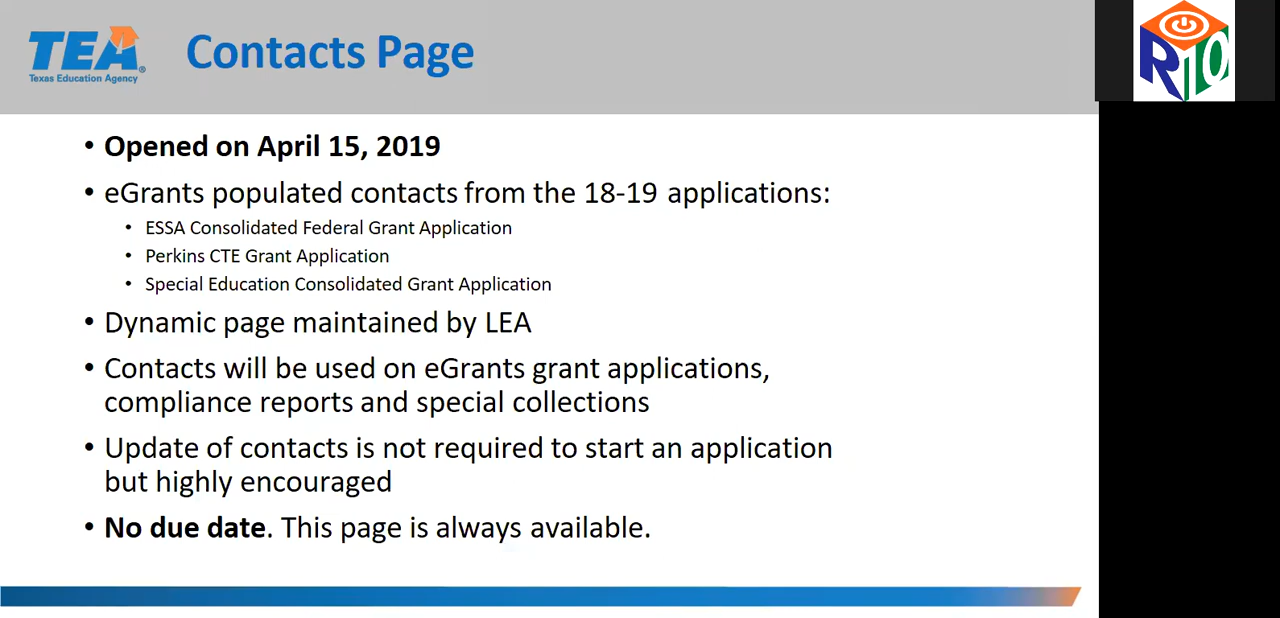 TEA
Texas Education Agency
Contacts Page
R10
• Opened on April 15, 2019
• eGrants populated contacts from the 18-19 applications:
• ESSA Consolidated Federal Grant Application
• Perkins CTE Grant Application
• Special Education Consolidated Grant Application
• Dynamic page maintained by LEA
• Contacts will be used on eGrants grant applications,
compliance reports and special collections
• Update of contacts is not required to start an application
but highly encouraged
• No due date. This page is always available.